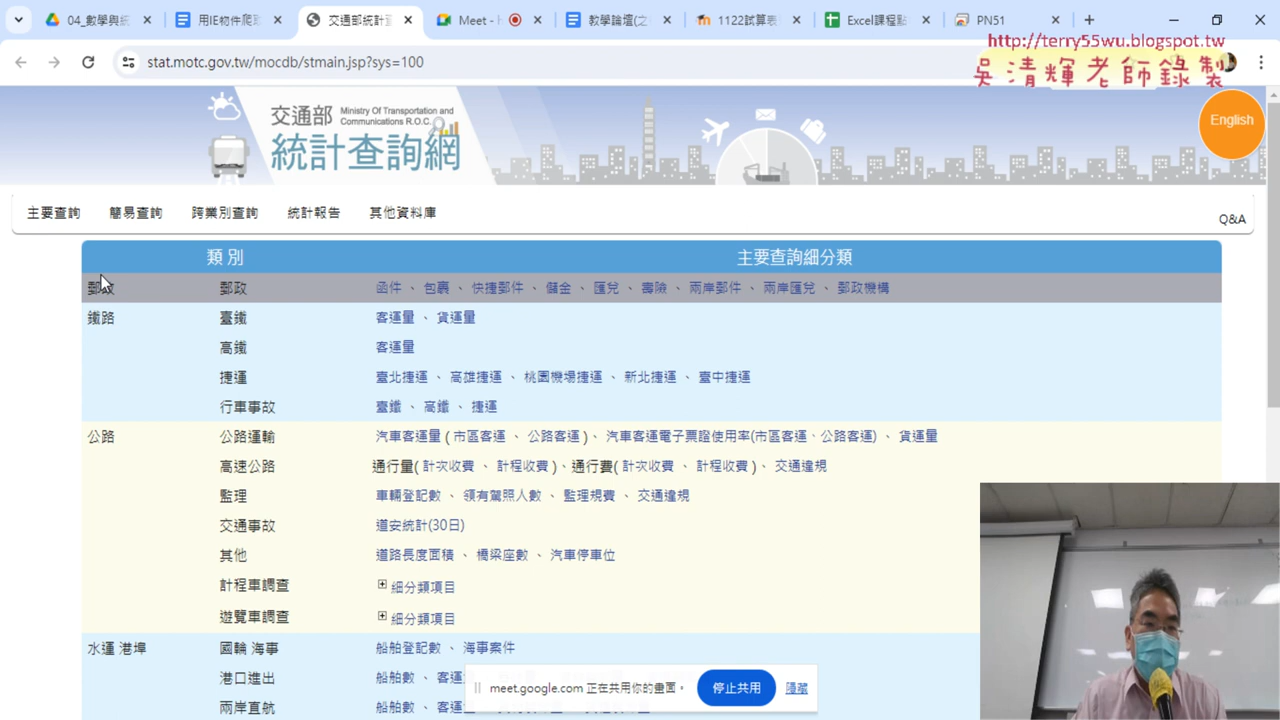 04_數學與統
用IE物件爬耳
交通部統計查
Meet - h
教學論壇(之
1122試算表
Excel課程點
PN51
http://terry55wu.blogspot.tw
吳清輝老師錄製
stat.motc.gov.tw/mocdb/stmain.jsp?sys=100
交通部 Ministry Of Transportation and Communications R.O.C.
統計查詢網
English
主要查詢 簡易查詢 跨業別查詢 統計報告 其他資料庫
Q&A
類 別 主要查詢細分類
郵政 郵政 函件 、 包裹 、 快捷郵件 、 儲金 、 匯兌 、 壽險 、 兩岸郵件 、 兩岸匯兌 、 郵政機構
鐵路 臺鐵 客運量 、 貨運量
高鐵 客運量
捷運 臺北捷運 、 高雄捷運 、 桃園機場捷運 、 新北捷運 、 臺中捷運
行車事故 臺鐵 、 高鐵 、 捷運
公路 公路運輸 汽車客運量 ( 市區客運 、 公路客運 )、 汽車客運電子票證使用率(市區客運、公路客運) 、 貨運量
高速公路 通行量( 計次收費 、 計程收費 )、通行費( 計次收費 、 計程收費 )、 交通違規
監理 車輛登記數 、 領有駕照人數 、 監理規費 、 交通違規
交通事故 道安統計(30日)
其他 道路長度面積 、 橋梁座數 、 汽車停車位
計程車調查 細分類項目
遊覽車調查 細分類項目
水運 港埠 國輪 海事 船舶登記數 、 海事案件
港口進出 船舶數 、 客運
兩岸直航 船舶數 、 客運
meet.google.com 正在共用你的畫面。 停止共用 隱藏